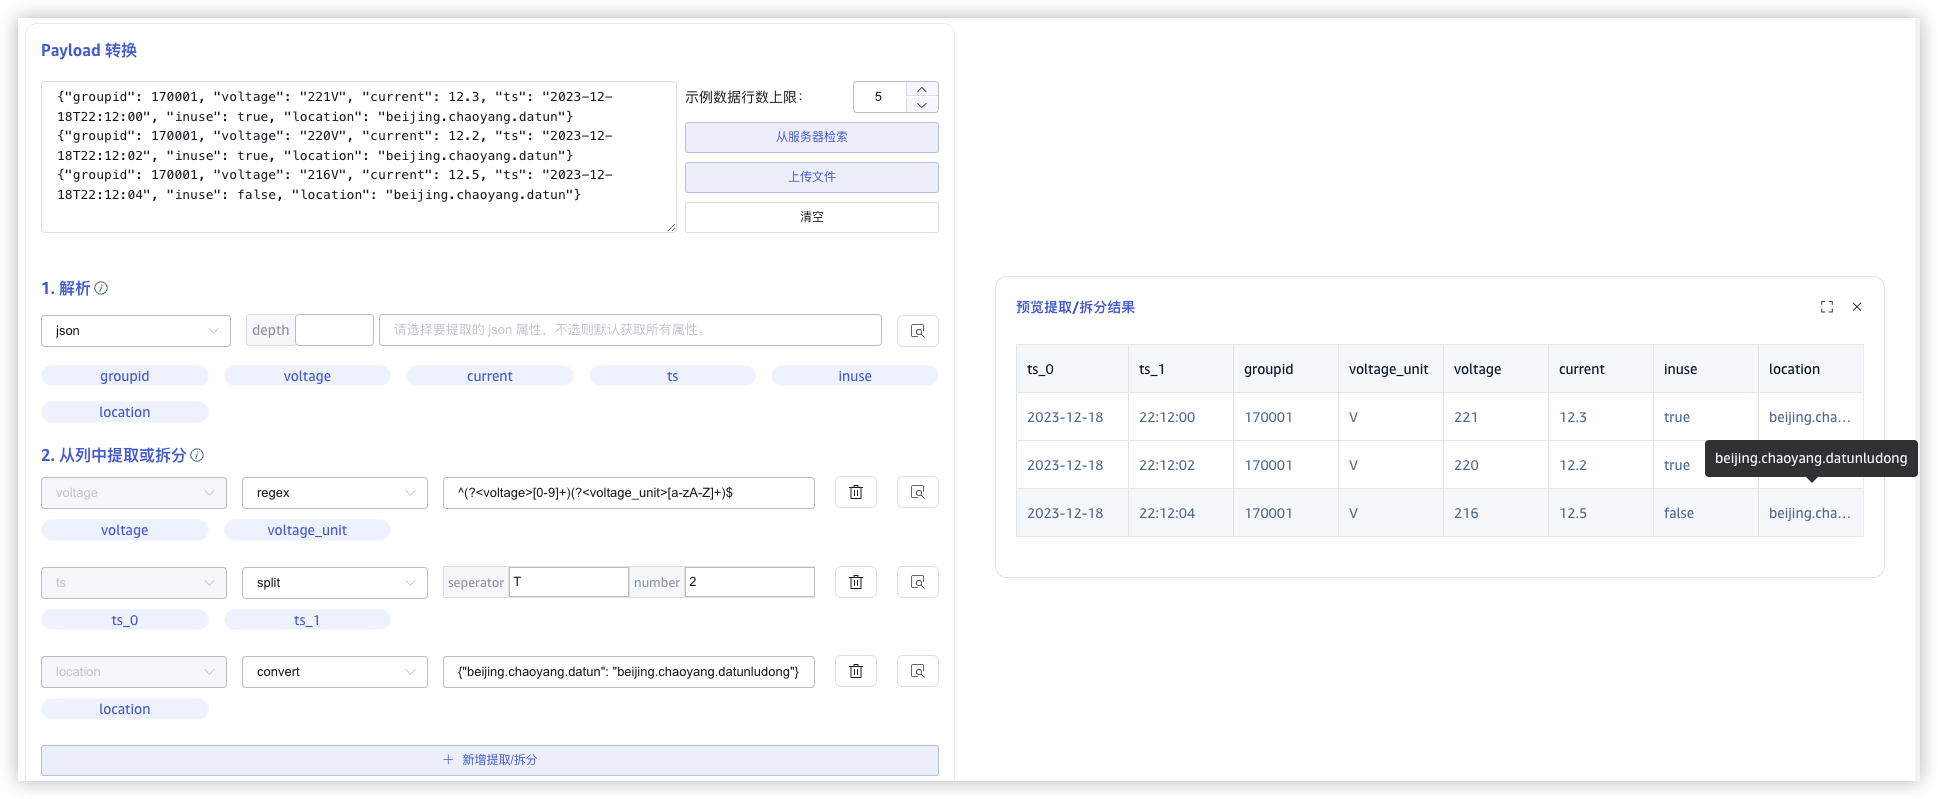 Payload 转换
{"groupid": 170001, "voltage": "221V", "current": 12.3, "ts": "2023-12-
18T22:12:00", "inuse": true, "location": "beijing.chaoyang.datun"}
{"groupid": 170001, "voltage": "220V", "current": 12.2, "ts": "2023-12-
18T22:12:02", "inuse": true, "location": "beijing.chaoyang.datun"}
{"groupid": 170001, "voltage": "216V", "current": 12.5, "ts": "2023-12-
18T22:12:04", "inuse": false, "location": "beijing.chaoyang.datun"}
示例数据行数上限： 5
从服务器检索
上传文件
清空
1. 解析
json depth 请选择要提取的 json 属性，不选则默认获取所有属性。
groupid voltage current ts inuse
location
2. 从列中提取或拆分
voltage regex ^(?<voltage>[0-9]+)(?<voltage_unit>[a-zA-Z]+)$
voltage voltage_unit
ts split seperator T number 2
ts_0 ts_1
location convert {"beijing.chaoyang.datun": "beijing.chaoyang.datunludong"}
location
新增提取/拆分
预览提取/拆分结果
ts_0 ts_1 groupid voltage_unit voltage current inuse location
2023-12-18 22:12:00 170001 V 221 12.3 true beijing.cha...
2023-12-18 22:12:02 170001 V 220 12.2 true
beijing.chaoyang.datunludong
2023-12-18 22:12:04 170001 V 216 12.5 false beijing.cha...